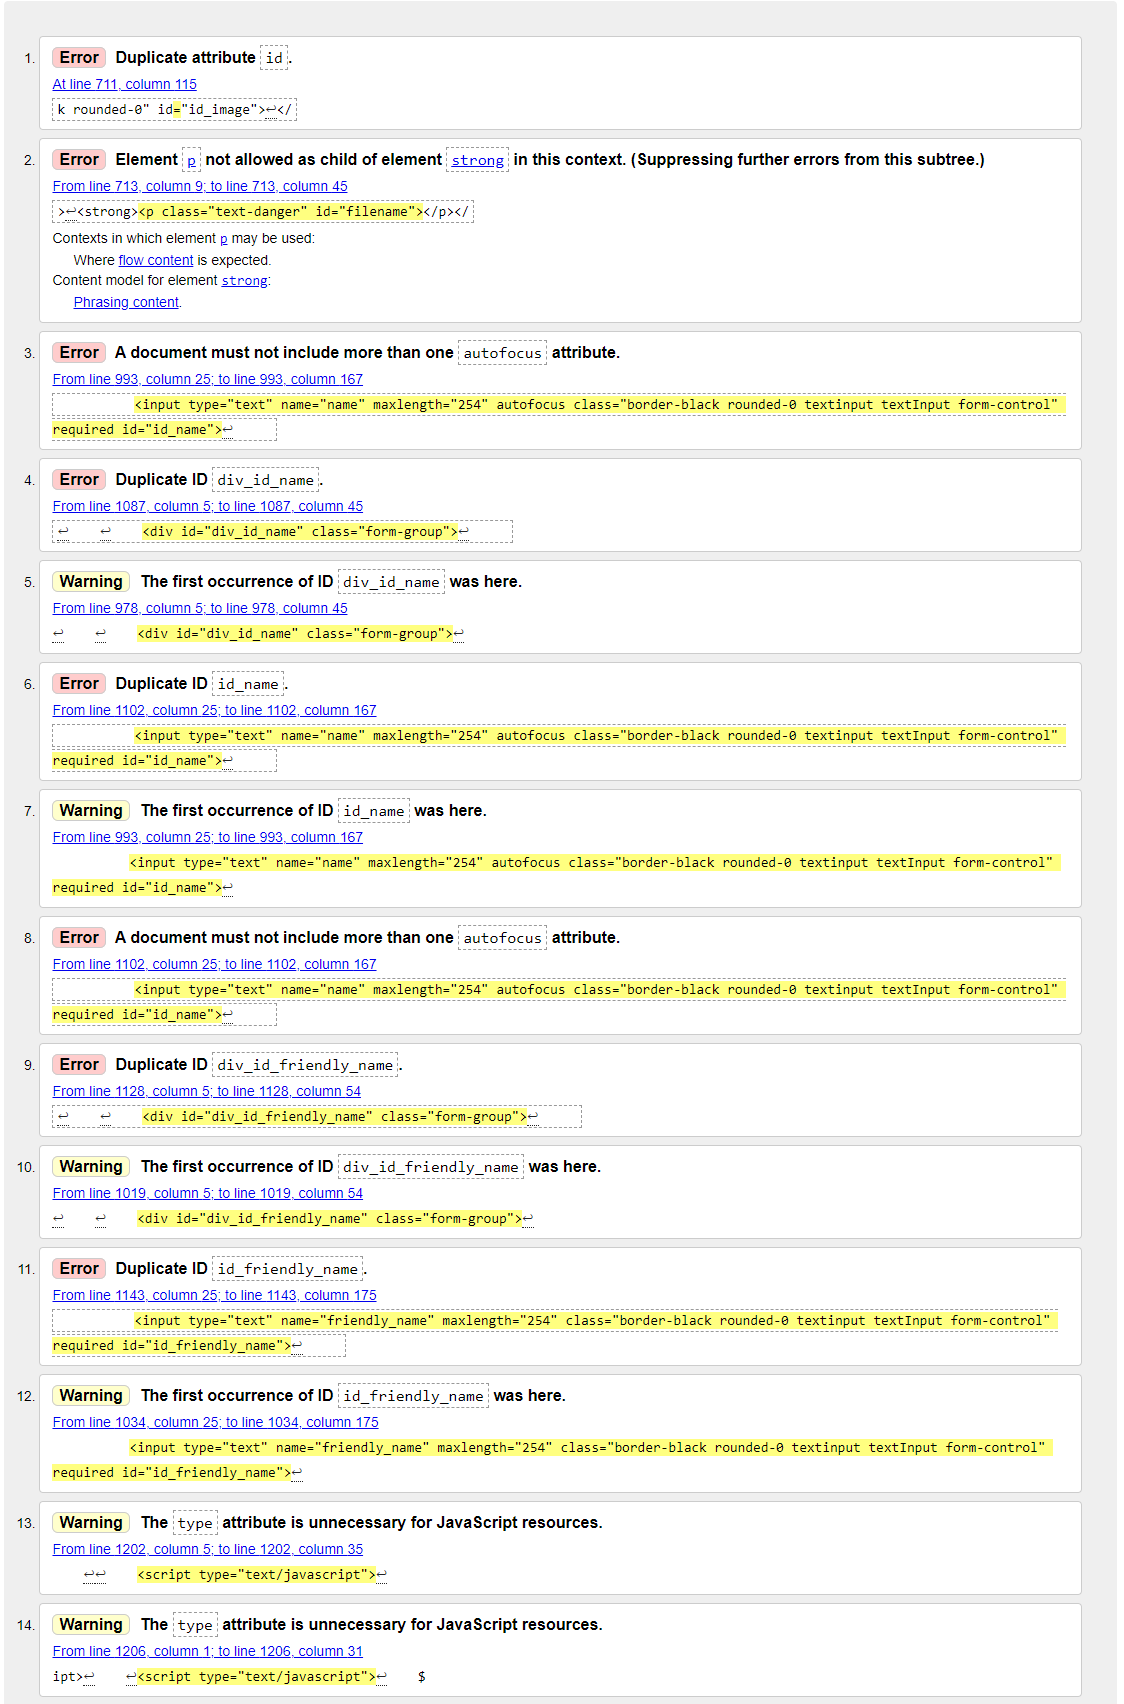 1. Error Duplicate attribute id.
At line 711, column 115
k rounded-0" id="id_image">↩</
2. Error Element p not allowed as child of element strong in this context. (Suppressing further errors from this subtree.)
From line 713, column 9; to line 713, column 45
>↩<strong><p class="text-danger" id="filename"></p></
Contexts in which element p may be used:
Where flow content is expected.
Content model for element strong:
Phrasing content.
3. Error A document must not include more than one autofocus attribute.
From line 993, column 25; to line 993, column 167
<input type="text" name="name" maxlength="254" autofocus class="border-black rounded-0 textinput textInput form-control"
required id="id_name">↩
4. Error Duplicate ID div_id_name.
From line 1087, column 5; to line 1087, column 45
↩ ↩ <div id="div_id_name" class="form-group">↩
5. Warning The first occurrence of ID div_id_name was here.
From line 978, column 5; to line 978, column 45
↩ ↩ <div id="div_id_name" class="form-group">↩
6. Error Duplicate ID id_name.
From line 1102, column 25; to line 1102, column 167
<input type="text" name="name" maxlength="254" autofocus class="border-black rounded-0 textinput textInput form-control"
required id="id_name">↩
7. Warning The first occurrence of ID id_name was here.
From line 993, column 25; to line 993, column 167
<input type="text" name="name" maxlength="254" autofocus class="border-black rounded-0 textinput textInput form-control"
required id="id_name">↩
8. Error A document must not include more than one autofocus attribute.
From line 1102, column 25; to line 1102, column 167
<input type="text" name="name" maxlength="254" autofocus class="border-black rounded-0 textinput textInput form-control"
required id="id_name">↩
9. Error Duplicate ID div_id_friendly_name.
From line 1128, column 5; to line 1128, column 54
↩ ↩ <div id="div_id_friendly_name" class="form-group">↩
10. Warning The first occurrence of ID div_id_friendly_name was here.
From line 1019, column 5; to line 1019, column 54
↩ ↩ <div id="div_id_friendly_name" class="form-group">↩
11. Error Duplicate ID id_friendly_name.
From line 1143, column 25; to line 1143, column 175
<input type="text" name="friendly_name" maxlength="254" class="border-black rounded-0 textinput textInput form-control"
required id="id_friendly_name">↩
12. Warning The first occurrence of ID id_friendly_name was here.
From line 1034, column 25; to line 1034, column 175
<input type="text" name="friendly_name" maxlength="254" class="border-black rounded-0 textinput textInput form-control"
required id="id_friendly_name">↩
13. Warning The type attribute is unnecessary for JavaScript resources.
From line 1202, column 5; to line 1202, column 35
↩↩ <script type="text/javascript">↩
14. Warning The type attribute is unnecessary for JavaScript resources.
From line 1206, column 1; to line 1206, column 31
ipt>↩ ↩<script type="text/javascript">↩ $